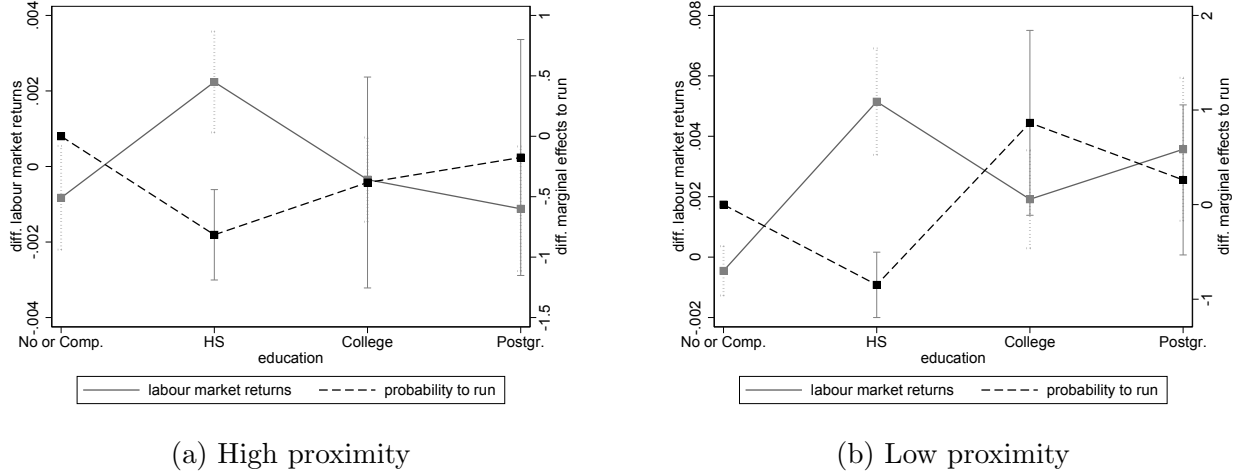 .004
.002
0
-.002
-.004
diff. labour market returns
1
.5
0
-.5
-1
-1.5
diff. marginal effects to run
No or Comp. HS College Postgr.
education
labour market returns probability to run
(a) High proximity
.008
.006
.004
.002
0
-.002
diff. labour market returns
2
1
0
-1
diff. marginal effects to run
No or Comp. HS College Postgr.
education
labour market returns probability to run
(b) Low proximity